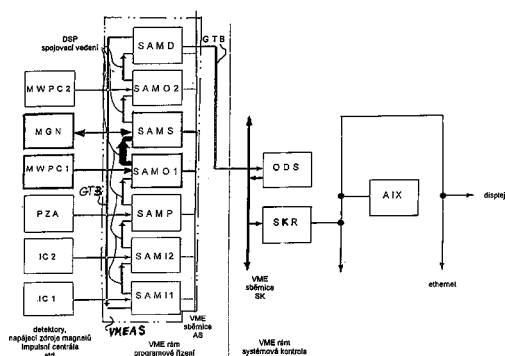 DSP
spojovací vedení
SAMD
GTB
MWPC2
SAMO2
MGN
SAMS
MWPC1
SAMO1
ODS
GTB
AIX
displej
PZA
SAMP
SKR
IC2
SAMI2
IC1
SAMI1
VME
sběrnice
SK
ethernet
detektory,
napájecí zdroje magnetů
impulsní centrále
atd.
VMEAS
VME rám
programové řízení
VME
sběrnice
AS
VME rám
systémová kontrola